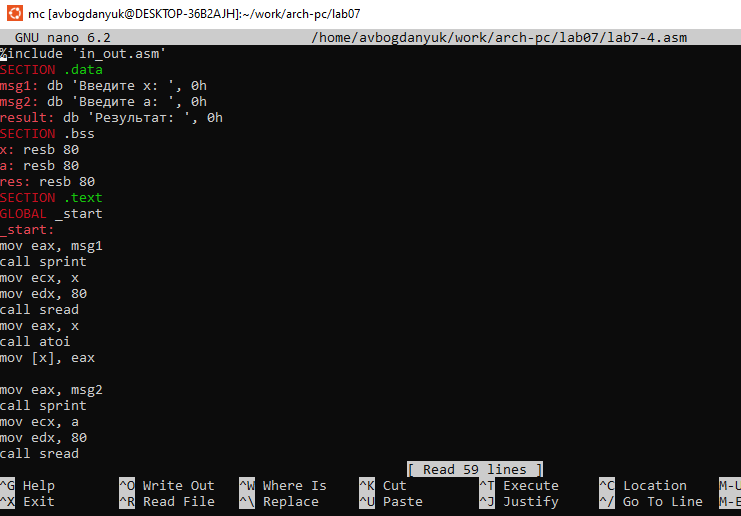 mc [avbogdanyuk@DESKTOP-36B2AJH]:~/work/arch-pc/lab07
GNU nano 6.2 /home/avbogdanyuk/work/arch-pc/lab07/lab7-4.asm
%include 'in_out.asm'
SECTION .data
msg1: db 'Введите x: ', 0h
msg2: db 'Введите a: ', 0h
result: db 'Результат: ', 0h
SECTION .bss
x: resb 80
a: resb 80
res: resb 80
SECTION .text
GLOBAL _start
_start:
mov eax, msg1
call sprint
mov ecx, x
mov edx, 80
call sread
mov eax, x
call atoi
mov [x], eax
mov eax, msg2
call sprint
mov ecx, a
mov edx, 80
call sread
[ Read 59 lines ]
^G Help ^O Write Out ^W Where Is ^K Cut ^T Execute ^C Location M-U
^X Exit ^R Read File ^\ Replace ^U Paste ^J Justify ^/ Go To Line M-E